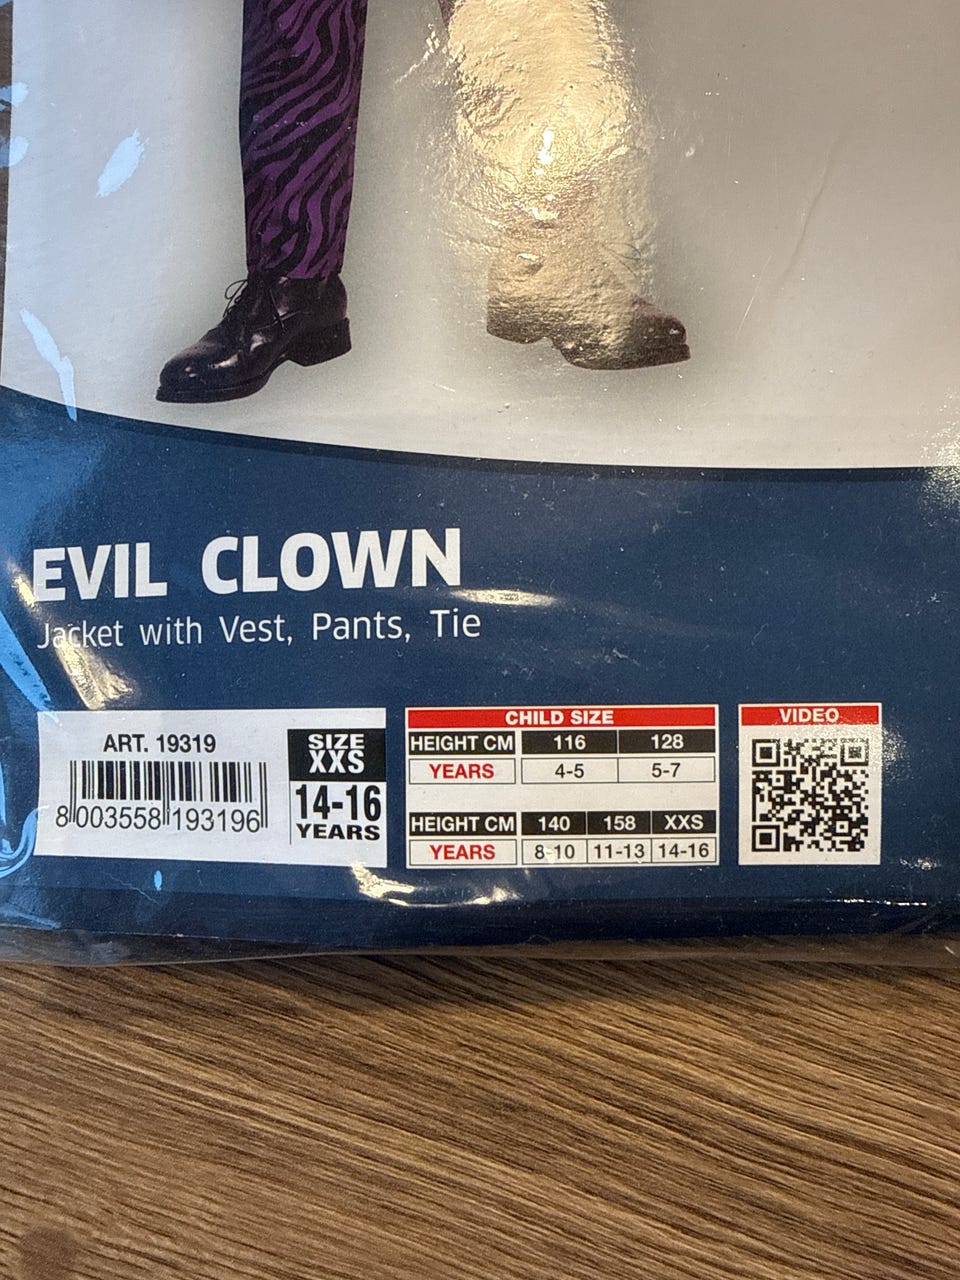 EVIL CLOWN
Jacket with Vest, Pants, Tie
ART. 19319
8 003558 193196
SIZE
XXS
14-16
YEARS
CHILD SIZE
HEIGHT CM 116 128
YEARS 4-5 5-7
HEIGHT CM 140 158 XXS
YEARS 8-10 11-13 14-16
VIDEO